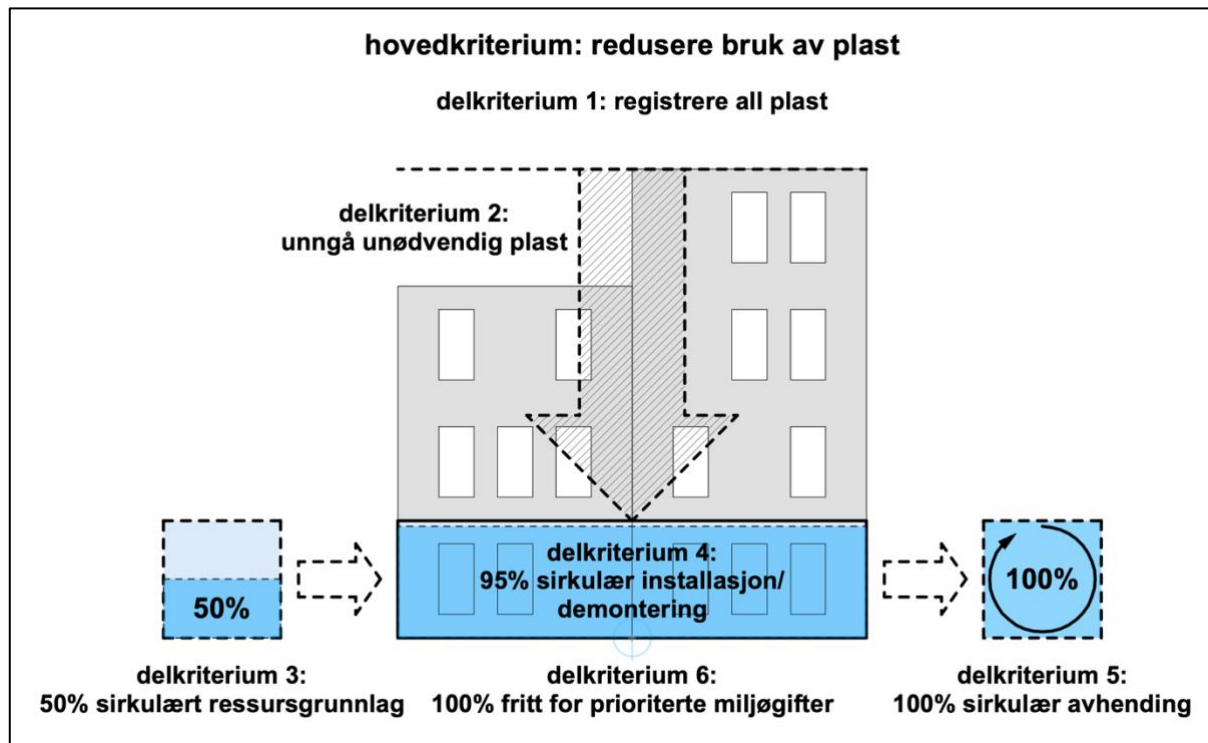 hovedkriterium: redusere bruk av plast
delkriterium 1: registrere all plast
delkriterium 2:
unngå unødvendig plast
delkriterium 4:
95% sirkulær installasjon/
demontering
50%
100%
delkriterium 3:
50% sirkulært ressursgrunnlag
delkriterium 6:
100% fritt for prioriterte miljøgifter
delkriterium 5:
100% sirkulær avhending